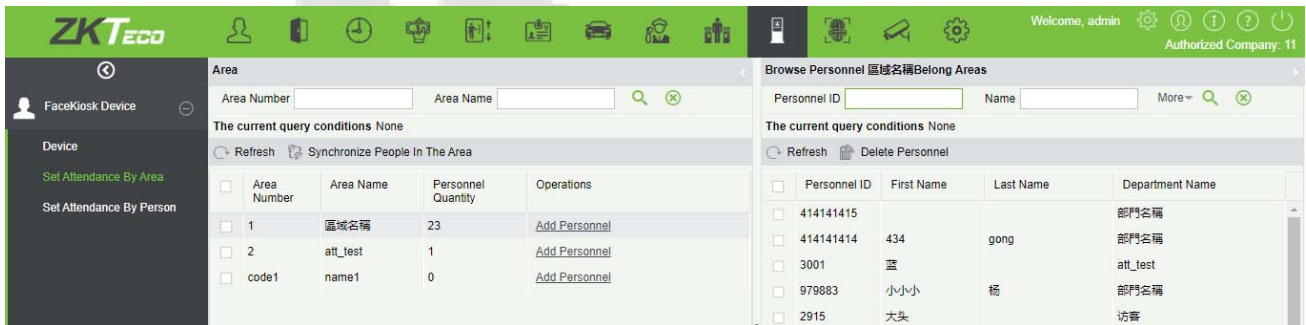 ZKTeco
Welcome, admin
Authorized Company: 11
FaceKiosk Device
Device
Set Attendance By Area
Set Attendance By Person
Area
Area Number
Area Name
The current query conditions None
Refresh Synchronize People In The Area
Area Number Area Name Personnel Quantity Operations
1 區域名稱 23 Add Personnel
2 att_test 1 Add Personnel
code1 name1 0 Add Personnel
Browse Personnel 區域名稱Belong Areas
Personnel ID
Name
More
The current query conditions None
Refresh Delete Personnel
Personnel ID First Name Last Name Department Name
414141415 部門名稱
414141414 434 gong 部門名稱
3001 蓝 att_test
979883 小小小 杨 部門名稱
2915 大头 访客